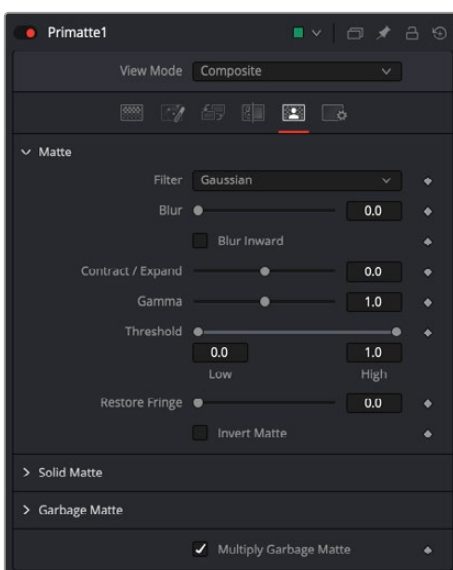 Primatte1
View Mode Composite
Matte
Filter Gaussian
Blur 0.0
Blur Inward
Contract / Expand 0.0
Gamma 1.0
Threshold
0.0 1.0
Low High
Restore Fringe 0.0
Invert Matte
Solid Matte
Garbage Matte
Multiply Garbage Matte